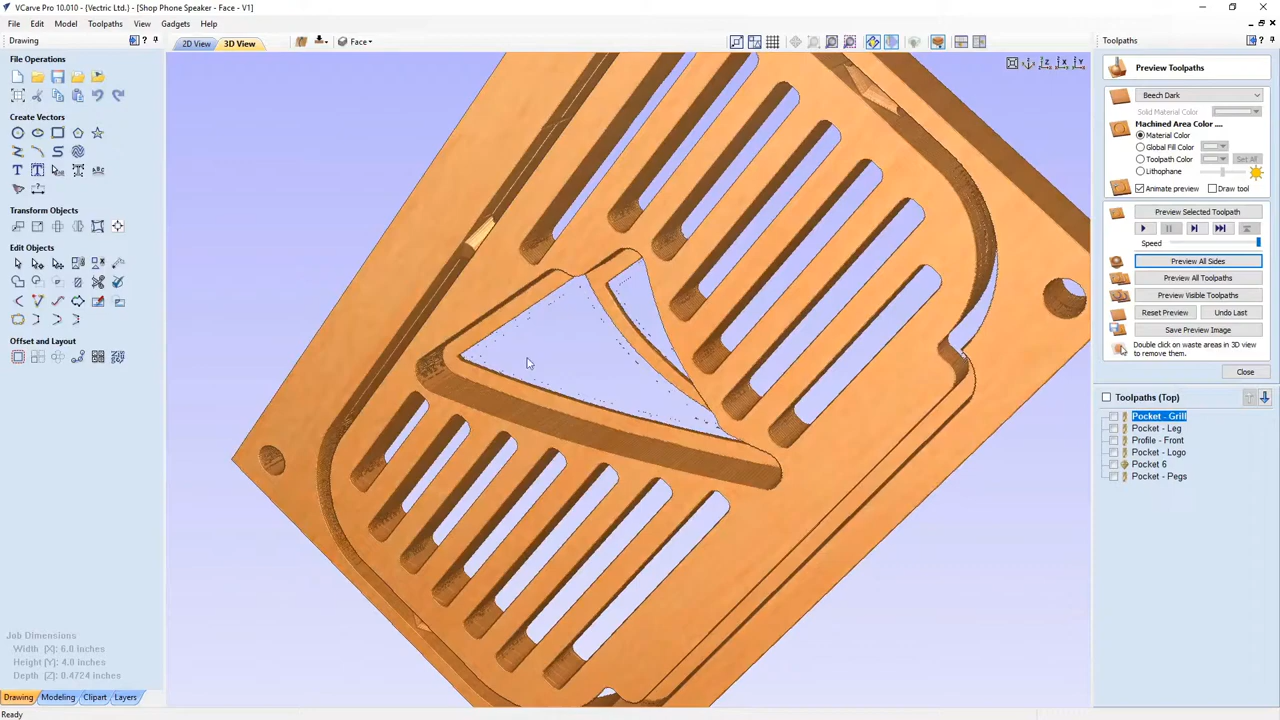 VCarve Pro 10.010 - {Vectric Ltd.} - [Shop Phone Speaker - Face - V1]
File Edit Model Toolpaths View Gadgets Help
Drawing
2D View 3D View Face
Toolpaths
File Operations
Create Vectors
Transform Objects
Edit Objects
Offset and Layout
Job Dimensions
Width [X]: 6.0 inches
Height [Y]: 4.0 inches
Depth [Z]: 0.4724 inches
Drawing Modeling Clipart Layers
Ready
Preview Toolpaths
Beech Dark
Solid Material Color
Machined Area Color ....
Material Color
Global Fill Color
Toolpath Color Set All
Lithophane
Animate preview Draw tool
Preview Selected Toolpath
Speed
Preview All Sides
Preview All Toolpaths
Preview Visible Toolpaths
Reset Preview Undo Last
Save Preview Image
Double click on waste areas in 3D view
to remove them.
Close
Toolpaths (Top)
Pocket - Grill
Pocket - Leg
Profile - Front
Pocket - Logo
Pocket 6
Pocket - Pegs